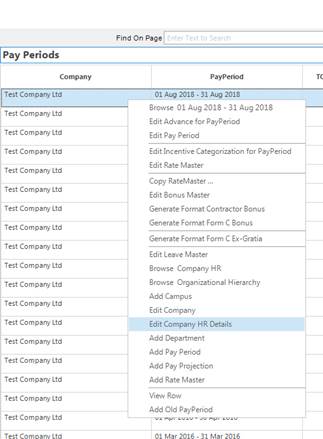 Find On Page Enter Text to Search
Pay Periods
Company PayPeriod
Test Company Ltd 01 Aug 2018 - 31 Aug 2018
Test Company Ltd Browse 01 Aug 2018 - 31 Aug 2018
Test Company Ltd Edit Advance for PayPeriod
Edit Pay Period
Test Company Ltd Edit Incentive Categorization for PayPeriod
Test Company Ltd Edit Rate Master
Test Company Ltd Copy RateMaster ...
Edit Bonus Master
Test Company Ltd Generate Format Contractor Bonus
Test Company Ltd Generate Format Form C Bonus
Test Company Ltd Generate Format Form C Ex-Gratia
Test Company Ltd Edit Leave Master
Test Company Ltd Browse Company HR
Test Company Ltd Browse Organizational Hierarchy
Add Campus
Test Company Ltd Edit Company
Test Company Ltd Edit Company HR Details
Test Company Ltd Add Department
Add Pay Period
Test Company Ltd Add Pay Projection
Test Company Ltd Add Rate Master
Test Company Ltd View Row
Add Old PayPeriod
Test Company Ltd
Test Company Ltd 01 Mar 2016 - 31 Mar 2016